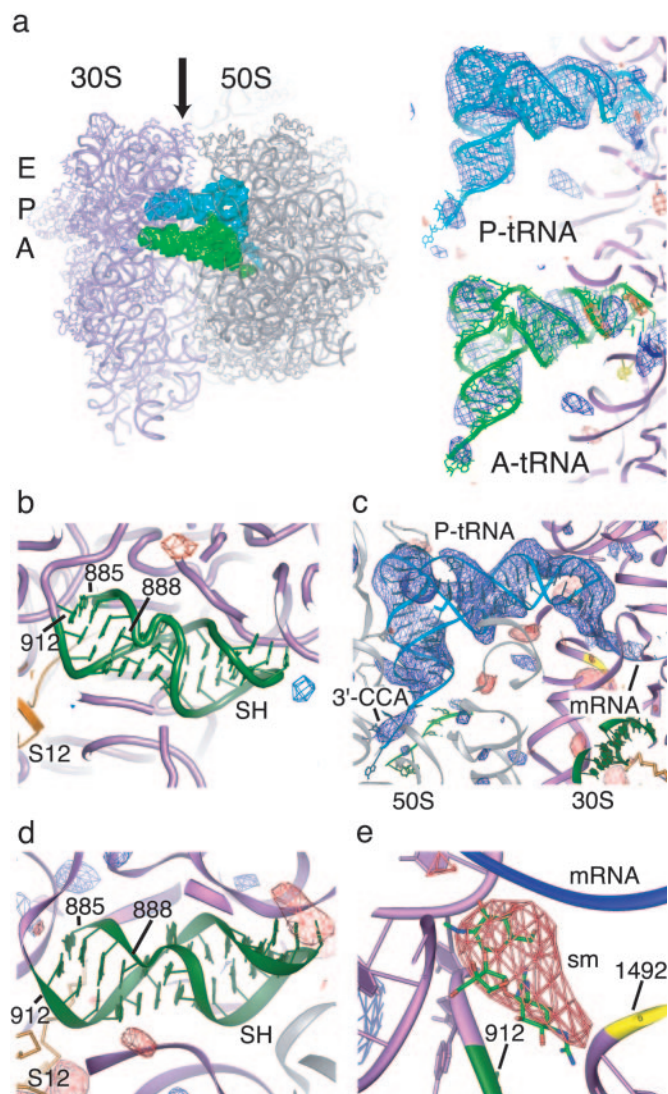 a
30S 50S
E
P
A
P-tRNA
A-tRNA
b
885
888
912
SH
S12
c
P-tRNA
3'-CCA
mRNA
50S 30S
d
885
888
912
SH
S12
e
mRNA
sm
1492
912